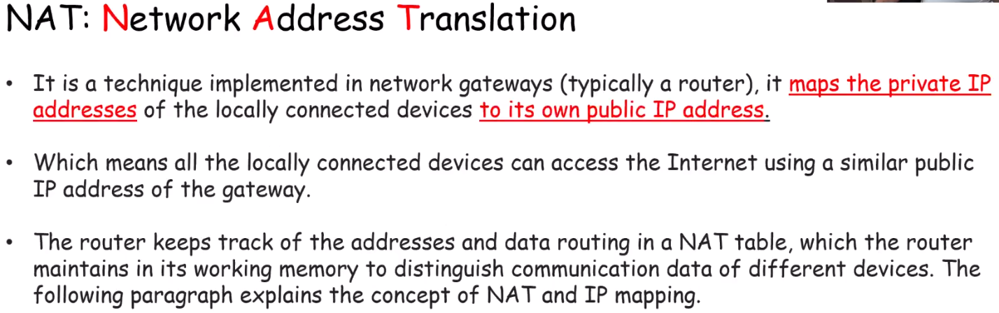 NAT: Network Address Translation
• It is a technique implemented in network gateways (typically a router), it maps the private IP
addresses of the locally connected devices to its own public IP address.
• Which means all the locally connected devices can access the Internet using a similar public
IP address of the gateway.
• The router keeps track of the addresses and data routing in a NAT table, which the router
maintains in its working memory to distinguish communication data of different devices. The
following paragraph explains the concept of NAT and IP mapping.